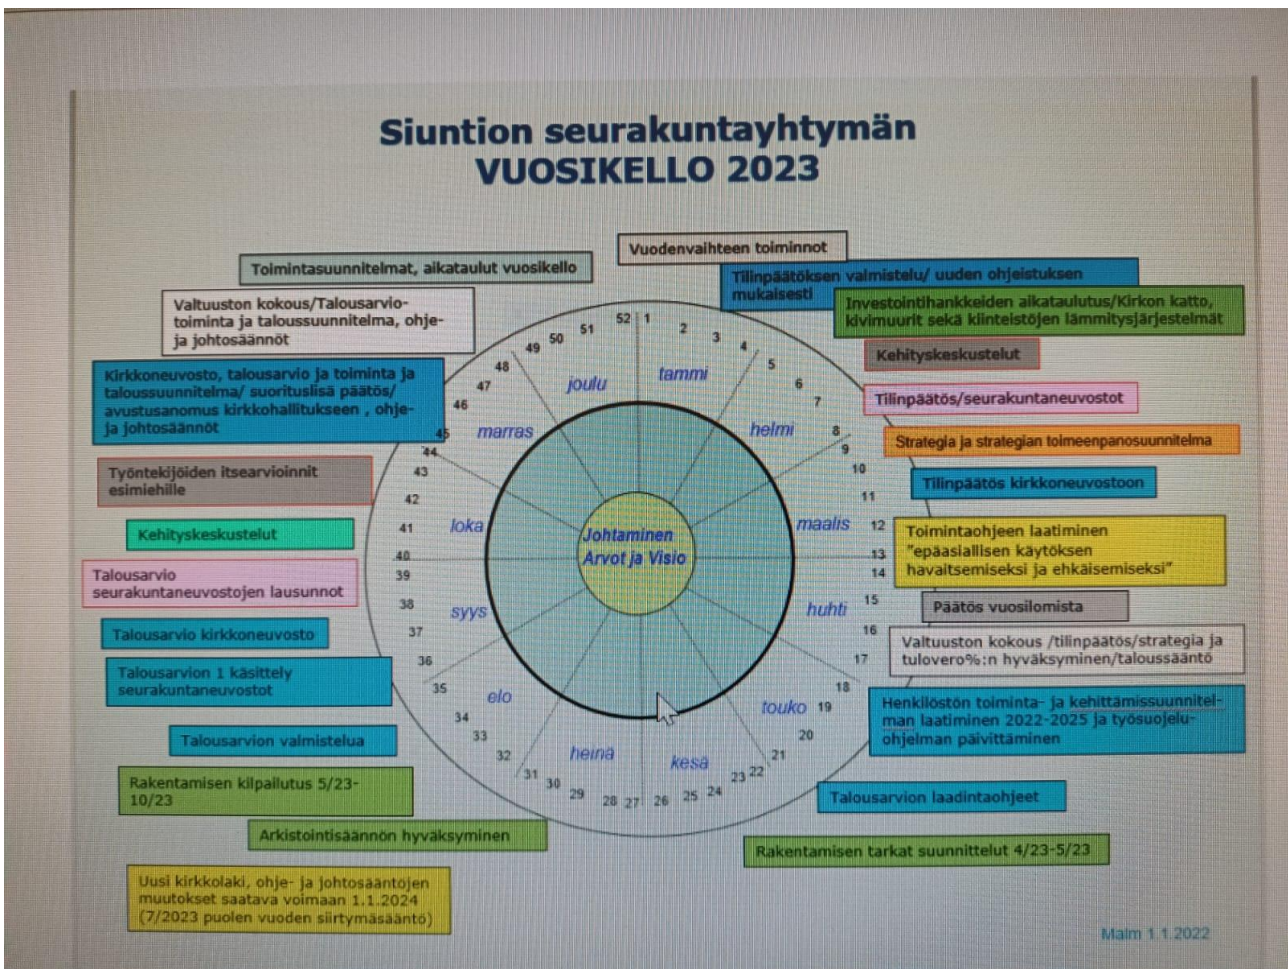 Siuntion seurakuntayhtymän
VUOSIKELLO 2023
Vuodenvaihteen toiminnot
Tilinpäätöksen valmistelu/ uuden ohjeistuksen
mukaisesti
Investointihankkeiden aikataulutus/Kirkon katto,
kivimuurit sekä kiinteistöjen lämmitysjärjestelmät
Kehityskeskustelut
Tilinpäätös/seurakuntaneuvostot
Strategia ja strategian toimeenpanosuunnitelma
Tilinpäätös kirkkoneuvostoon
Toimintaohjeen laatiminen
"epäasiallisen käytöksen
havaitsemiseksi ja ehkäisemiseksi"
Päätös vuosilomista
Valtuuston kokous /tilinpäätös/strategia ja
tulovero%:n hyväksyminen/taloussääntö
Henkilöstön toiminta- ja kehittämissuunnitel-
man laatiminen 2022-2025 ja työsuojelu-
ohjelman päivittäminen
Talousarvion laadintaohjeet
Rakentamisen tarkat suunnittelut 4/23-5/23
Toimintasuunnitelmat, aikataulut vuosikello
Valtuuston kokous/Talousarvio-
toiminta ja taloussuunnitelma, ohje-
ja johtosäännöt
Kirkkoneuvosto, talousarvio ja toiminta ja
taloussuunnitelma/ suorituslisä päätös/
avustusanomus kirkkohallitukseen , ohje-
ja johtosäännöt
Työntekijöiden itsearvioinnit
esimiehille
Kehityskeskustelut
Talousarvio
seurakuntaneuvostojen lausunnot
Talousarvio kirkkoneuvosto
Talousarvion 1 käsittely
seurakuntaneuvostot
Talousarvion valmistelua
Rakentamisen kilpailutus 5/23-
10/23
Arkistointisäännön hyväksyminen
Uusi kirkkolaki, ohje- ja johtosääntöjen
muutokset saatava voimaan 1.1.2024
(7/2023 puolen vuoden siirtymäsääntö)
1
2
3
4
5
6
7
8
9
10
11
12
13
14
15
16
17
18
19
20
21
22
23
24
25
26
27
28
29
30
31
32
33
34
35
36
37
38
39
40
41
42
43
44
45
46
47
48
49
50
51
52
tammi
helmi
maalis
huhti
touko
kesä
heinä
elo
syys
loka
marras
joulu
Johtaminen
Arvot ja Visio
Malm 1.1.2022